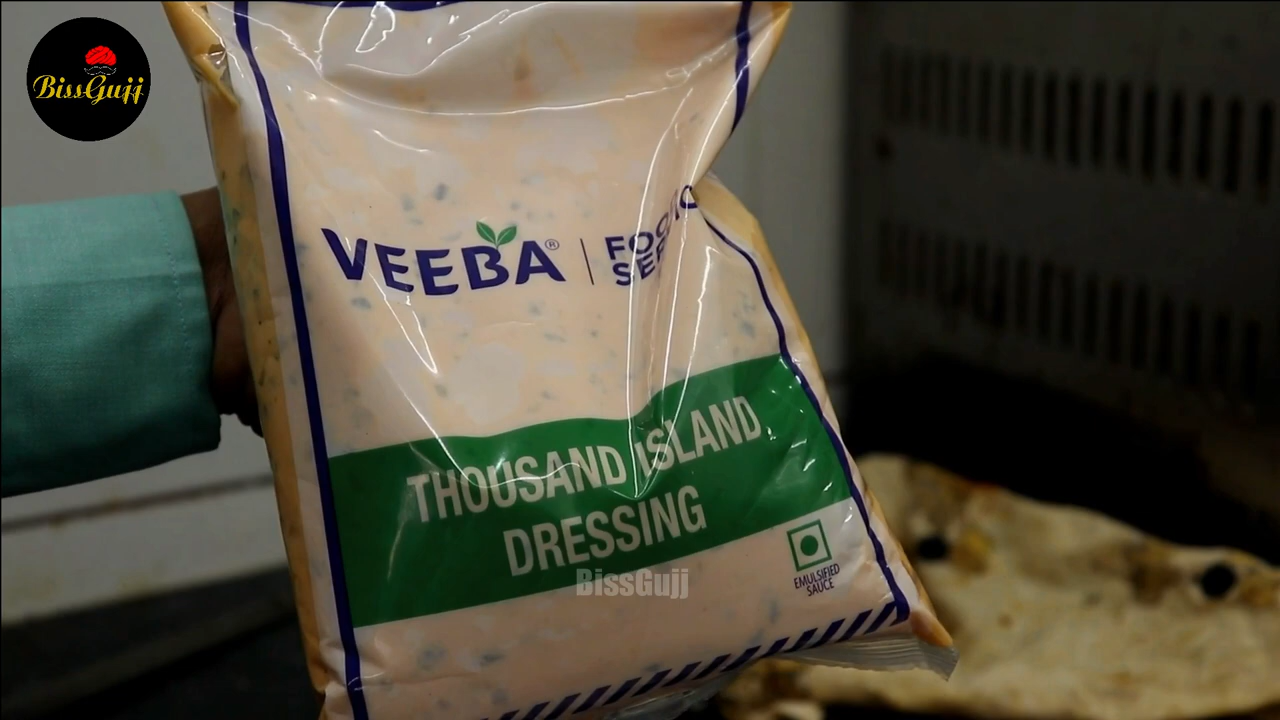 BissGujj
VEEBA®
THOUSAND ISLAND
DRESSING
BissGujj
EMULSIFIED
SAUCE